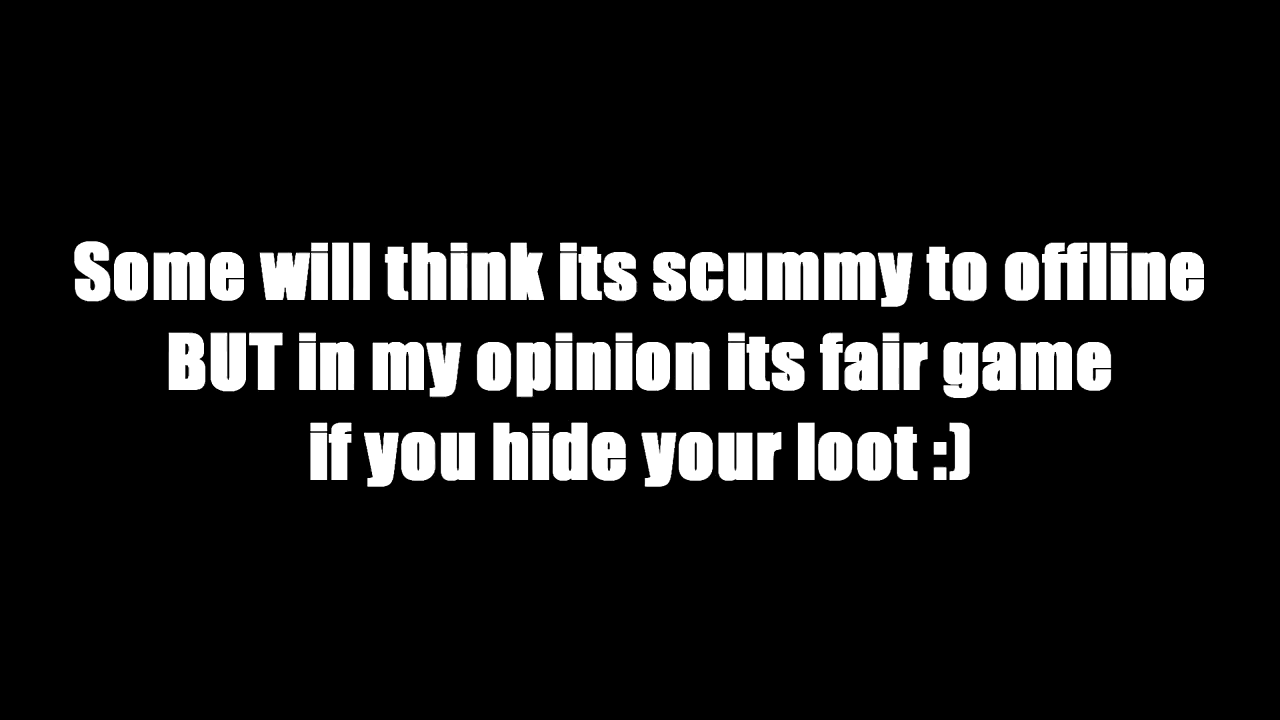 Some will think its scummy to offline
BUT in my opinion its fair game
if you hide your loot :)